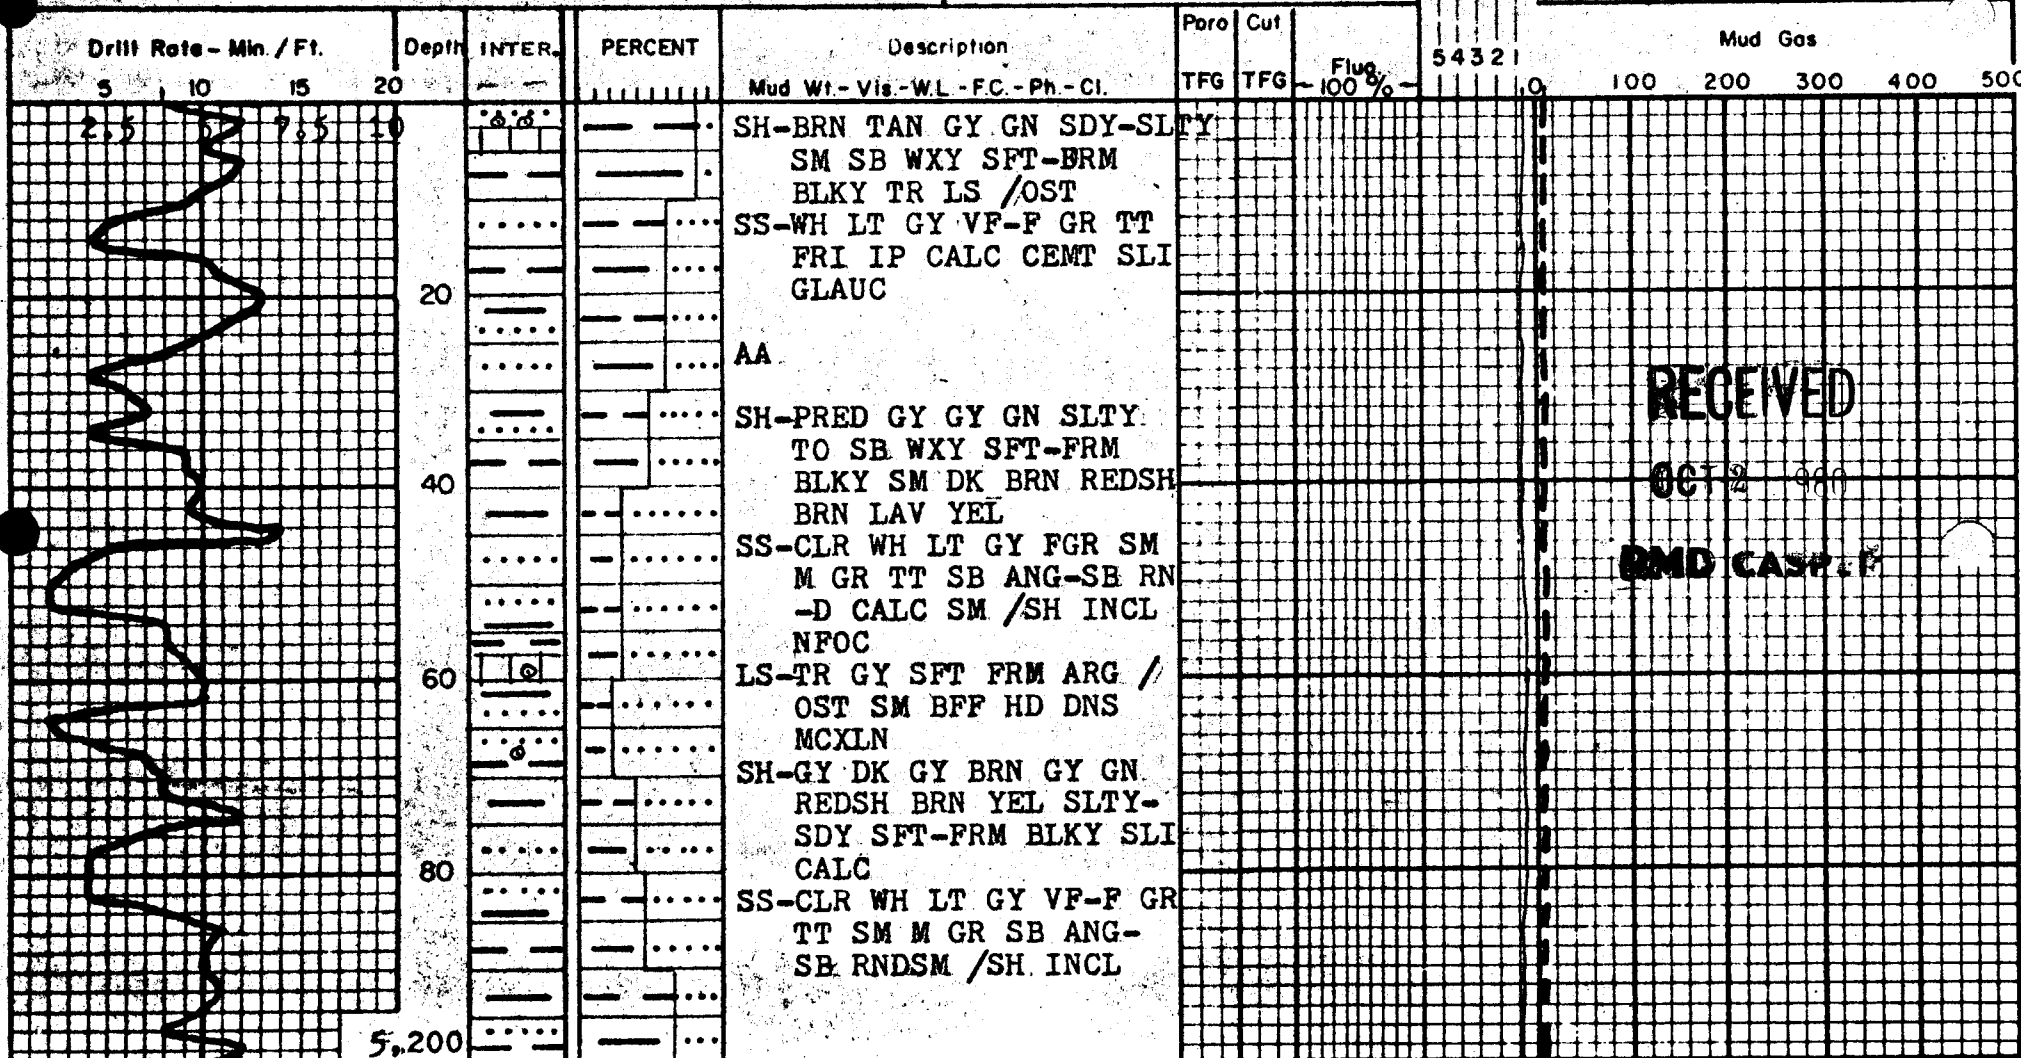 Drill Rate - Min. / Ft.
5 10 15 20
2.5 5 7.5 10
Depth
INTER.
PERCENT
Description
Mud Wt.- Vis.-W.L.-F.C.-Ph.-Cl.
Poro
TFG
Cut
TFG
Flug
100 %
5 4 3 2 1
Mud Gas
0 100 200 300 400 500
SH-BRN TAN GY GN SDY-SLTY
SM SB WXY SFT-FRM
BLKY TR LS /OST
SS-WH LT GY VF-F GR TT
FRI IP CALC CEMT SLI
GLAUC
20
AA
SH-PRED GY GY GN SLTY
TO SB WXY SFT-FRM
BLKY SM DK BRN REDSH
BRN LAV YEL
40
SS-CLR WH LT GY FGR SM
M GR TT SB ANG-SB RN
-D CALC SM /SH INCL
NFOC
60
LS-TR GY SFT FRM ARG /
OST SM BFF HD DNS
MCXLN
SH-GY DK GY BRN GY GN
REDSH BRN YEL SLTY-
SDY SFT-FRM BLKY SLI
CALC
80
SS-CLR WH LT GY VF-F GR
TT SM M GR SB ANG-
SB RNDSM /SH INCL
5,200
RECEIVED
OCT 2 980